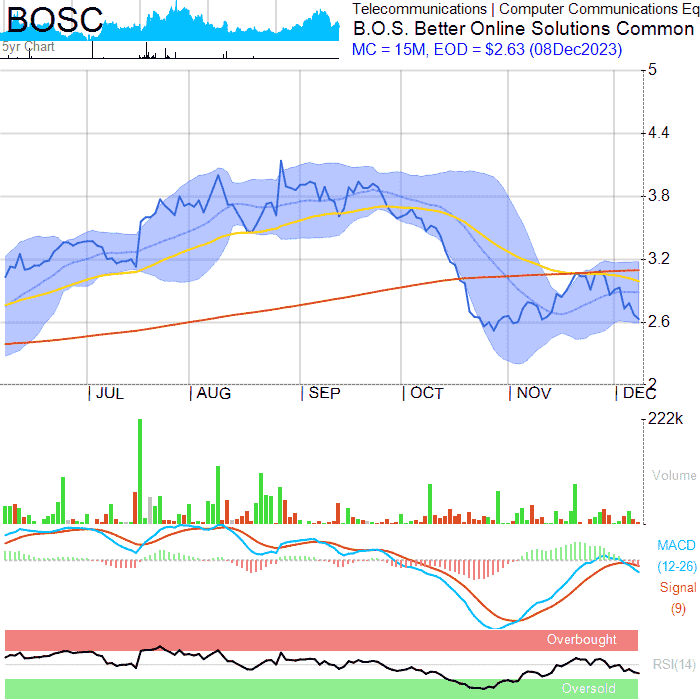 BOSC
5yr Chart
Telecommunications | Computer Communications Eq
B.O.S. Better Online Solutions Common
MC = 15M, EOD = $2.63 (08Dec2023)
5
4.4
3.8
3.2
2.6
2
JUL AUG SEP OCT NOV DEC
222k
Volume
MACD
(12-26)
Signal
(9)
Overbought
RSI(14)
Oversold